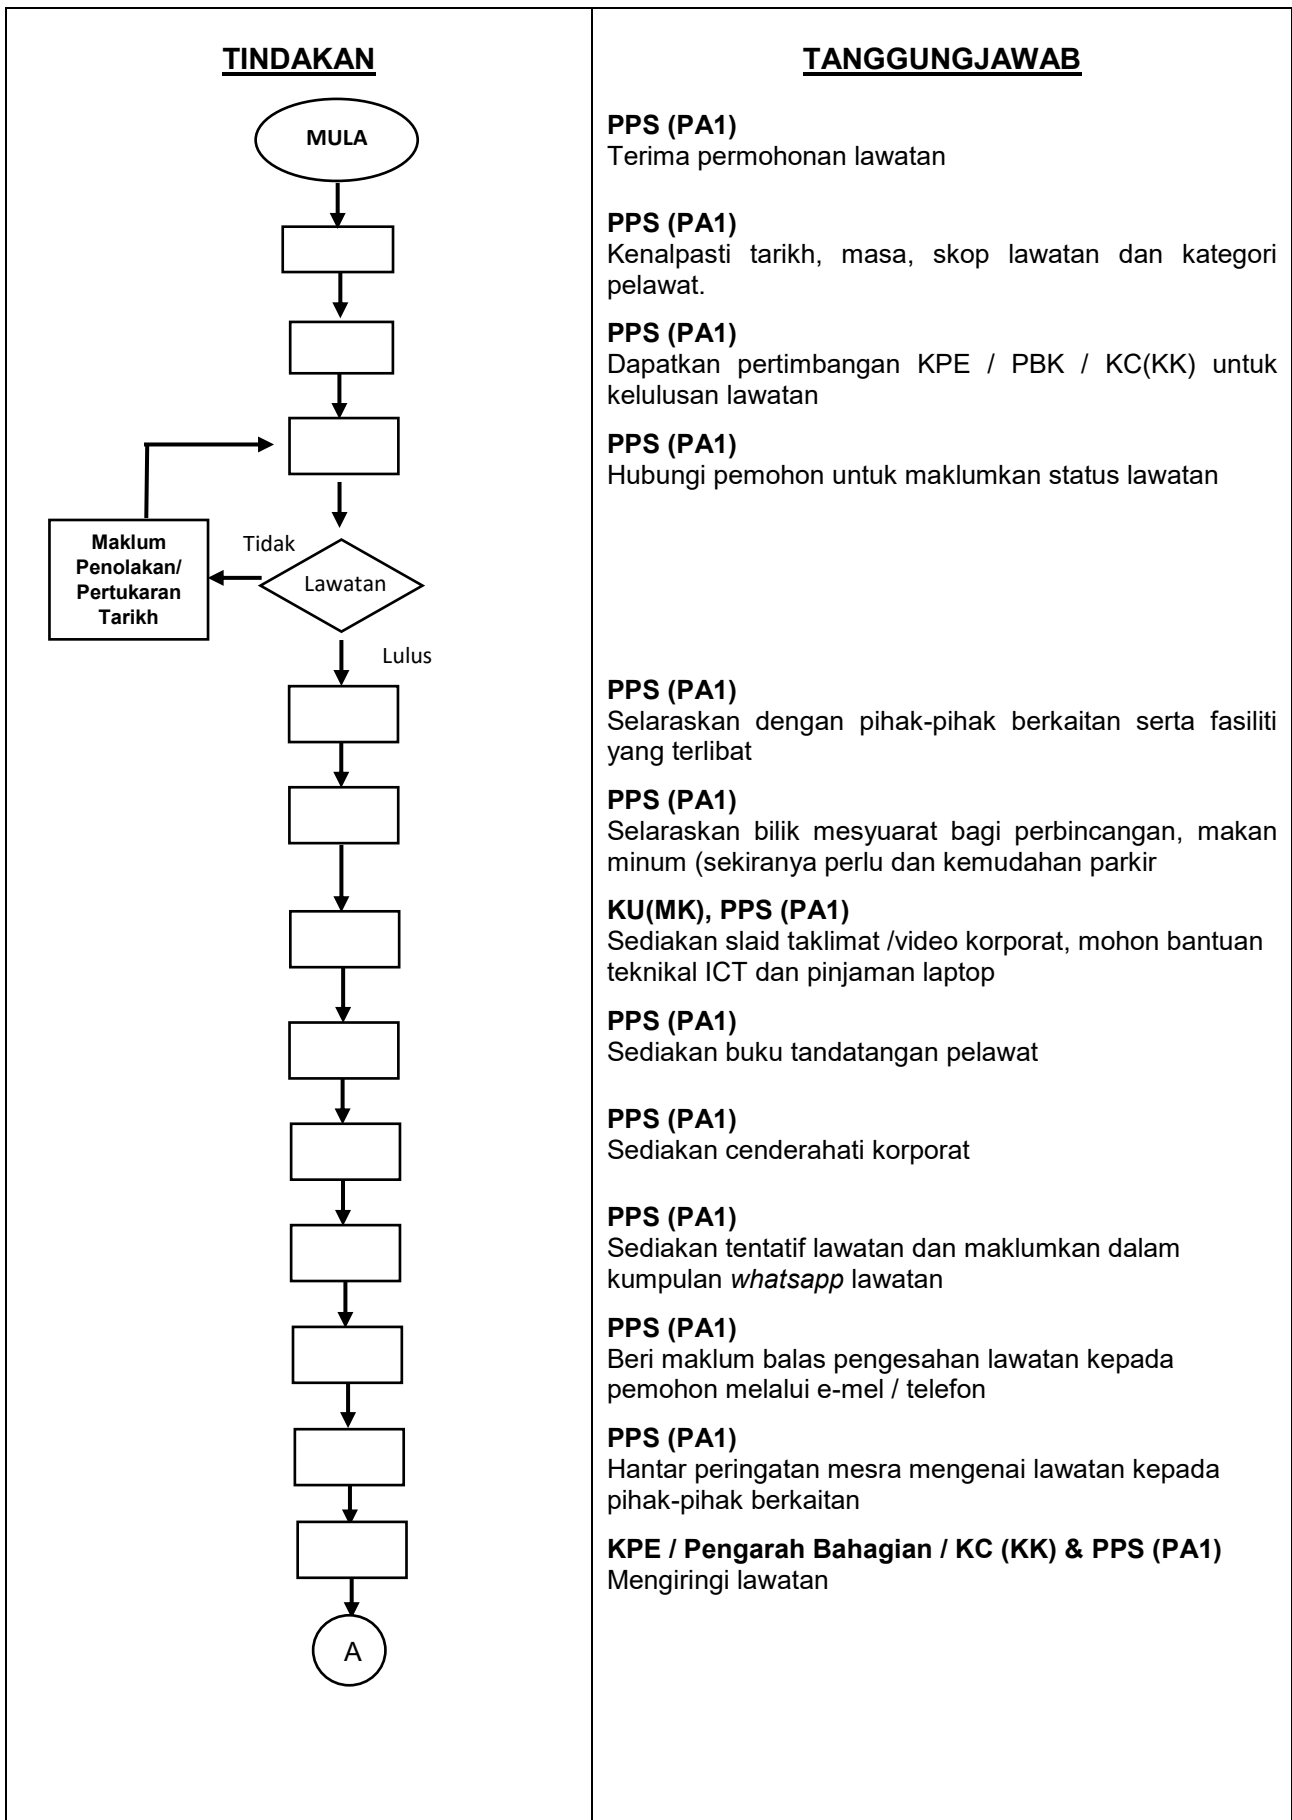 TINDAKAN
MULA
Maklum
Penolakan/
Pertukaran
Tarikh
Tidak
Lawatan
Lulus
A
TANGGUNGJAWAB
PPS (PA1)
Terima permohonan lawatan
PPS (PA1)
Kenalpasti tarikh, masa, skop lawatan dan kategori
pelawat.
PPS (PA1)
Dapatkan pertimbangan KPE / PBK / KC(KK) untuk
kelulusan lawatan
PPS (PA1)
Hubungi pemohon untuk maklumkan status lawatan
PPS (PA1)
Selaraskan dengan pihak-pihak berkaitan serta fasiliti
yang terlibat
PPS (PA1)
Selaraskan bilik mesyuarat bagi perbincangan, makan
minum (sekiranya perlu dan kemudahan parkir
KU(MK), PPS (PA1)
Sediakan slaid taklimat /video korporat, mohon bantuan
teknikal ICT dan pinjaman laptop
PPS (PA1)
Sediakan buku tandatangan pelawat
PPS (PA1)
Sediakan cenderahati korporat
PPS (PA1)
Sediakan tentatif lawatan dan maklumkan dalam
kumpulan whatsapp lawatan
PPS (PA1)
Beri maklum balas pengesahan lawatan kepada
pemohon melalui e-mel / telefon
PPS (PA1)
Hantar peringatan mesra mengenai lawatan kepada
pihak-pihak berkaitan
KPE / Pengarah Bahagian / KC (KK) & PPS (PA1)
Mengiringi lawatan